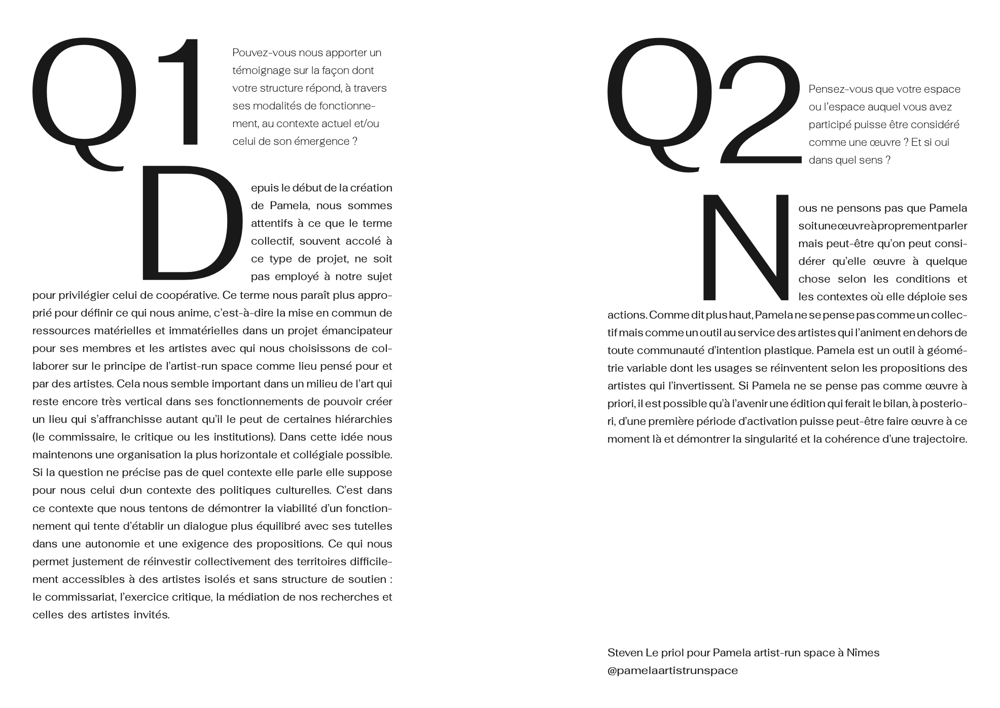 Q1
Pouvez-vous nous apporter un
témoignage sur la façon dont
votre structure répond, à travers
ses modalités de fonctionne-
ment, au contexte actuel et/ou
celui de son émergence ?
Depuis le début de la création
de Pamela, nous sommes
attentifs à ce que le terme
collectif, souvent accolé à
ce type de projet, ne soit
pas employé à notre sujet
pour privilégier celui de coopérative. Ce terme nous paraît plus appro-
prié pour définir ce qui nous anime, c’est-à-dire la mise en commun de
ressources matérielles et immatérielles dans un projet émancipateur
pour ses membres et les artistes avec qui nous choisissons de col-
laborer sur le principe de l’artist-run space comme lieu pensé pour et
par des artistes. Cela nous semble important dans un milieu de l’art qui
reste encore très vertical dans ses fonctionnements de pouvoir créer
un lieu qui s’affranchisse autant qu’il le peut de certaines hiérarchies
(le commissaire, le critique ou les institutions). Dans cette idée nous
maintenons une organisation la plus horizontale et collégiale possible.
Si la question ne précise pas de quel contexte elle parle elle suppose
pour nous celui d›un contexte des politiques culturelles. C’est dans
ce contexte que nous tentons de démontrer la viabilité d’un fonction-
nement qui tente d’établir un dialogue plus équilibré avec ses tutelles
dans une autonomie et une exigence des propositions. Ce qui nous
permet justement de réinvestir collectivement des territoires difficile-
ment accessibles à des artistes isolés et sans structure de soutien :
le commissariat, l’exercice critique, la médiation de nos recherches et
celles des artistes invités.
Q2
Pensez-vous que votre espace
ou l’espace auquel vous avez
participé puisse être considéré
comme une œuvre ? Et si oui
dans quel sens ?
Nous ne pensons pas que Pamela
soit une œuvre à proprement parler
mais peut-être qu’on peut consi-
dérer qu’elle œuvre à quelque
chose selon les conditions et
les contextes où elle déploie ses
actions. Comme dit plus haut, Pamela ne se pense pas comme un collec-
tif mais comme un outil au service des artistes qui l’animent en dehors de
toute communauté d’intention plastique. Pamela est un outil à géomé-
trie variable dont les usages se réinventent selon les propositions des
artistes qui l’invertissent. Si Pamela ne se pense pas comme œuvre à
priori, il est possible qu’à l’avenir une édition qui ferait le bilan, à posterio-
ri, d’une première période d’activation puisse peut-être faire œuvre à ce
moment là et démontrer la singularité et la cohérence d’une trajectoire.
Steven Le priol pour Pamela artist-run space à Nîmes
@pamelaartistrunspace